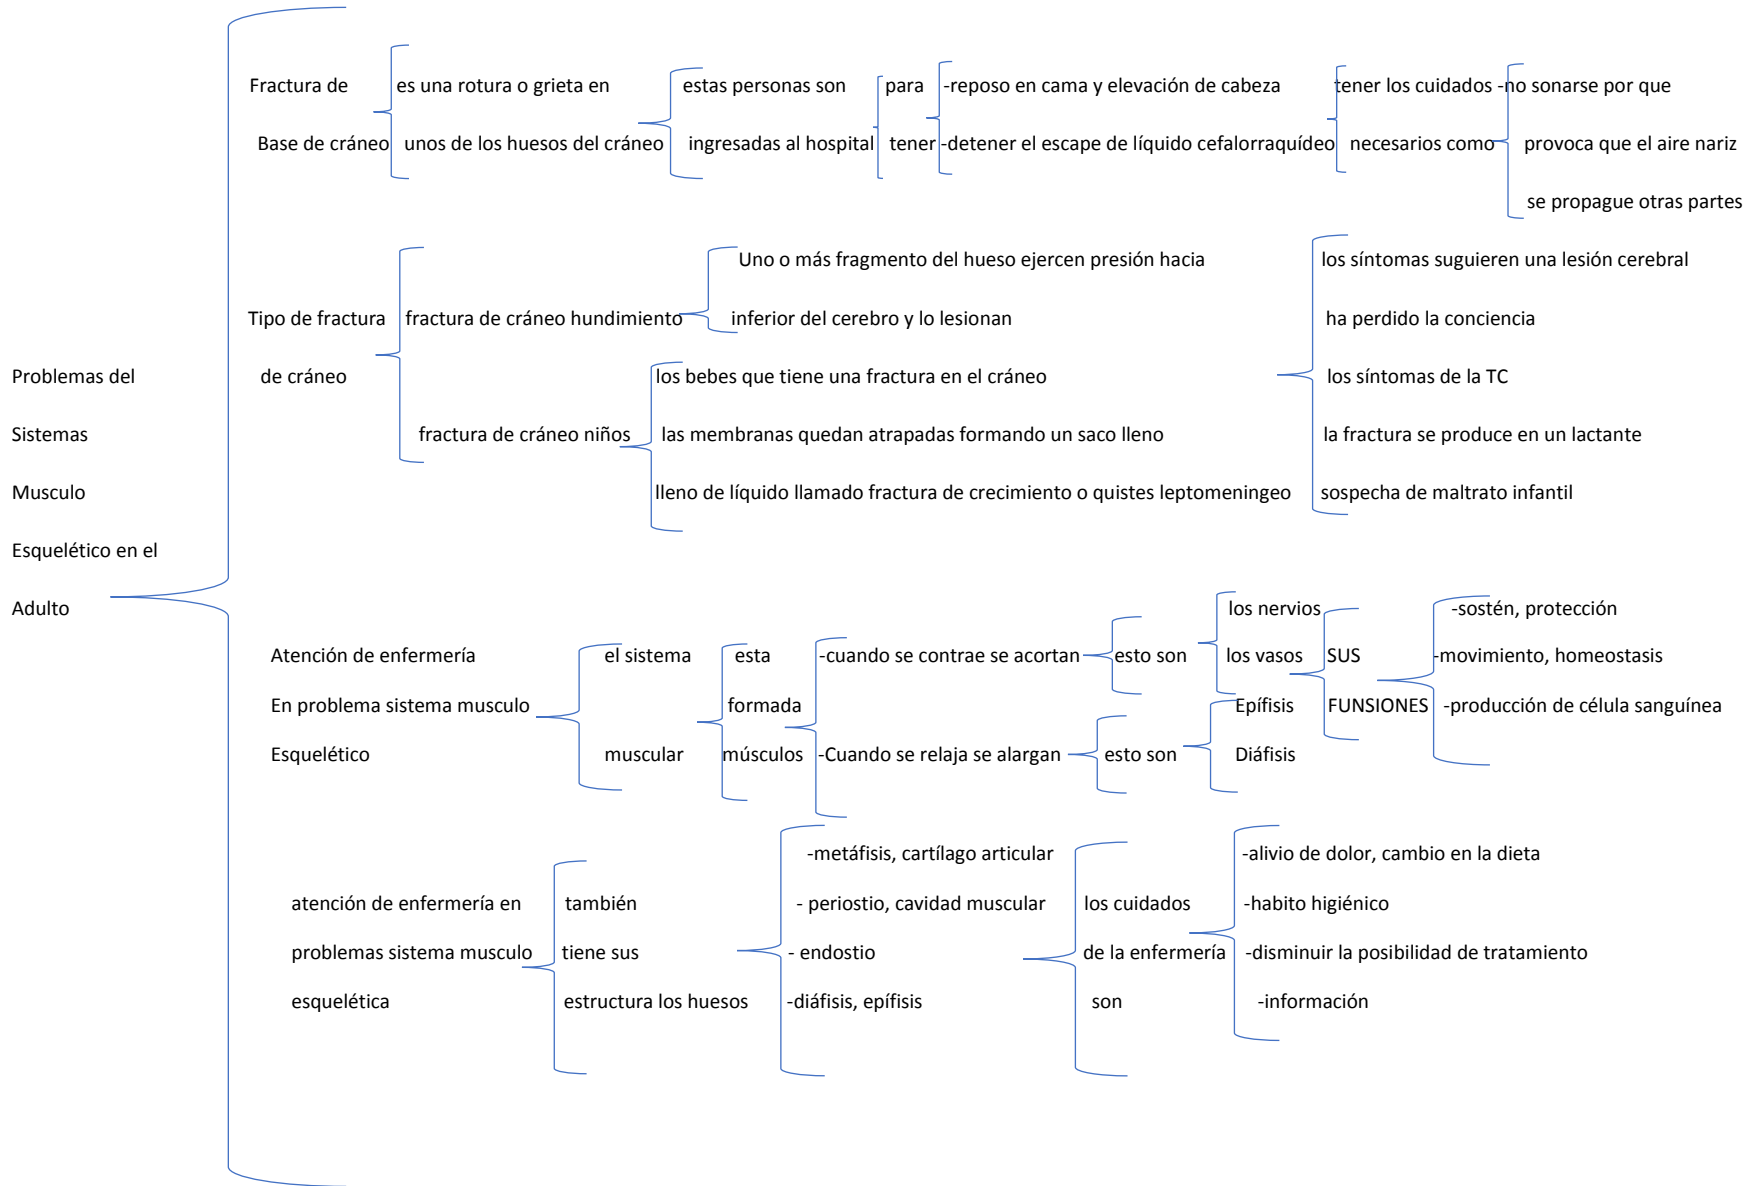 Fractura de es una rotura o grieta en estas personas son para -reposo en cama y elevación de cabeza tener los cuidados -no sonarse por que
Base de cráneo unos de los huesos del cráneo ingresadas al hospital tener -detener el escape de líquido cefalorraquídeo necesarios como provoca que el aire nariz
se propague otras partes
Uno o más fragmento del hueso ejercen presión hacia los síntomas suguieren una lesión cerebral
Tipo de fractura fractura de cráneo hundimiento inferior del cerebro y lo lesionan ha perdido la conciencia
Problemas del de cráneo los bebes que tiene una fractura en el cráneo los síntomas de la TC
Sistemas fractura de cráneo niños las membranas quedan atrapadas formando un saco lleno la fractura se produce en un lactante
Musculo lleno de líquido llamado fractura de crecimiento o quistes leptomeningeo sospecha de maltrato infantil
Esquelético en el
Adulto los nervios -sostén, protección
Atención de enfermería el sistema esta -cuando se contrae se acortan esto son los vasos SUS -movimiento, homeostasis
En problema sistema musculo formada Epífisis FUNSIONES -producción de célula sanguínea
Esquelético muscular músculos -Cuando se relaja se alargan esto son Diáfisis
-metáfisis, cartílago articular -alivio de dolor, cambio en la dieta
atención de enfermería en también - periostio, cavidad muscular los cuidados -habito higiénico
problemas sistema musculo tiene sus - endostio de la enfermería -disminuir la posibilidad de tratamiento
esquelética estructura los huesos -diáfisis, epífisis son -información